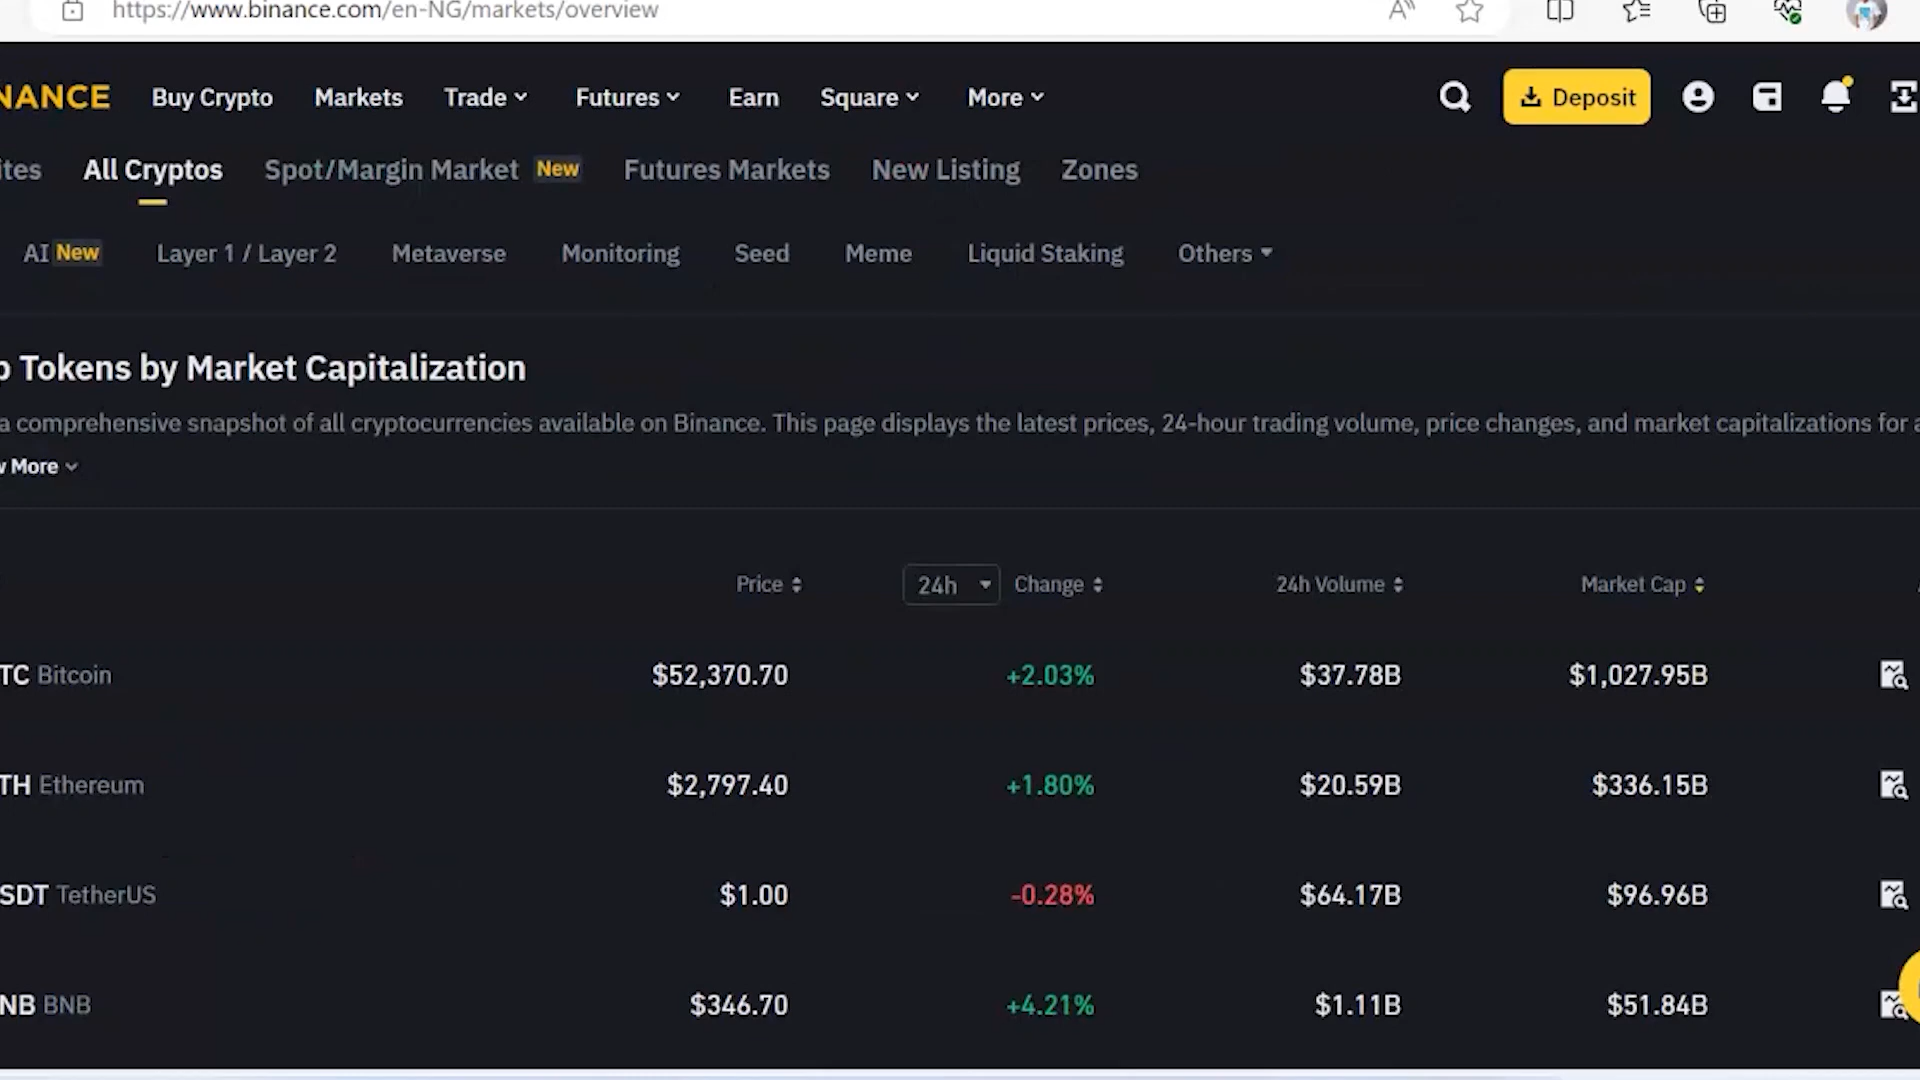 https://www.binance.com/en-NG/markets/overview
NANCE Buy Crypto Markets Trade Futures Earn Square More Deposit
ites All Cryptos Spot/Margin Market New Futures Markets New Listing Zones
AI New Layer 1 / Layer 2 Metaverse Monitoring Seed Meme Liquid Staking Others
p Tokens by Market Capitalization
a comprehensive snapshot of all cryptocurrencies available on Binance. This page displays the latest prices, 24-hour trading volume, price changes, and market capitalizations for a
w More
Price 24h Change 24h Volume Market Cap
TC Bitcoin $52,370.70 +2.03% $37.78B $1,027.95B
TH Ethereum $2,797.40 +1.80% $20.59B $336.15B
SDT TetherUS $1.00 -0.28% $64.17B $96.96B
NB BNB $346.70 +4.21% $1.11B $51.84B